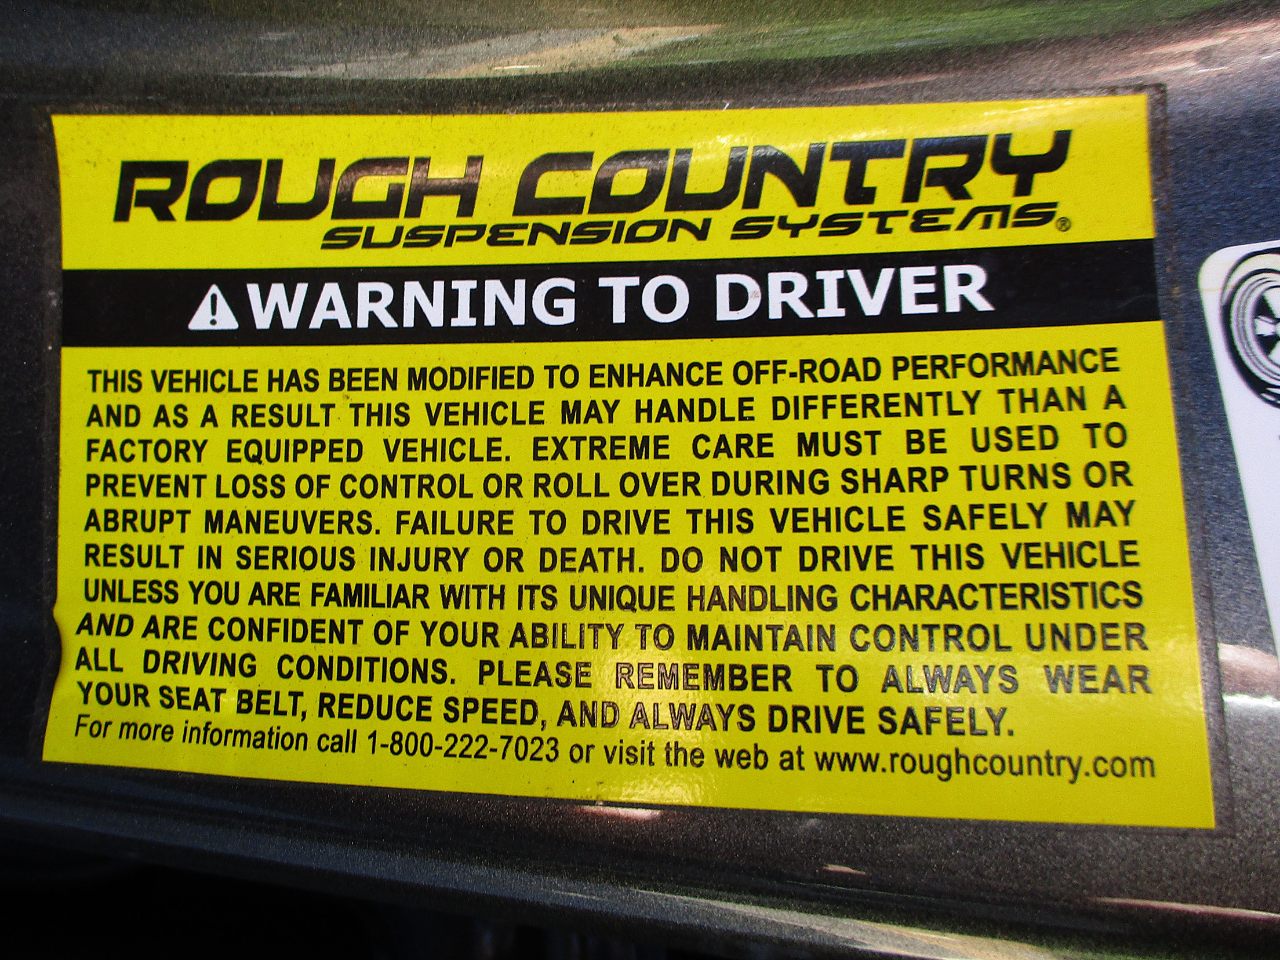 ROUGH COUNTRY
SUSPENSION SYSTEMS®
WARNING TO DRIVER
THIS VEHICLE HAS BEEN MODIFIED TO ENHANCE OFF-ROAD PERFORMANCE
AND AS A RESULT THIS VEHICLE MAY HANDLE DIFFERENTLY THAN A
FACTORY EQUIPPED VEHICLE. EXTREME CARE MUST BE USED TO
PREVENT LOSS OF CONTROL OR ROLL OVER DURING SHARP TURNS OR
ABRUPT MANEUVERS. FAILURE TO DRIVE THIS VEHICLE SAFELY MAY
RESULT IN SERIOUS INJURY OR DEATH. DO NOT DRIVE THIS VEHICLE
UNLESS YOU ARE FAMILIAR WITH ITS UNIQUE HANDLING CHARACTERISTICS
AND ARE CONFIDENT OF YOUR ABILITY TO MAINTAIN CONTROL UNDER
ALL DRIVING CONDITIONS. PLEASE REMEMBER TO ALWAYS WEAR
YOUR SEAT BELT, REDUCE SPEED, AND ALWAYS DRIVE SAFELY.
For more information call 1-800-222-7023 or visit the web at www.roughcountry.com